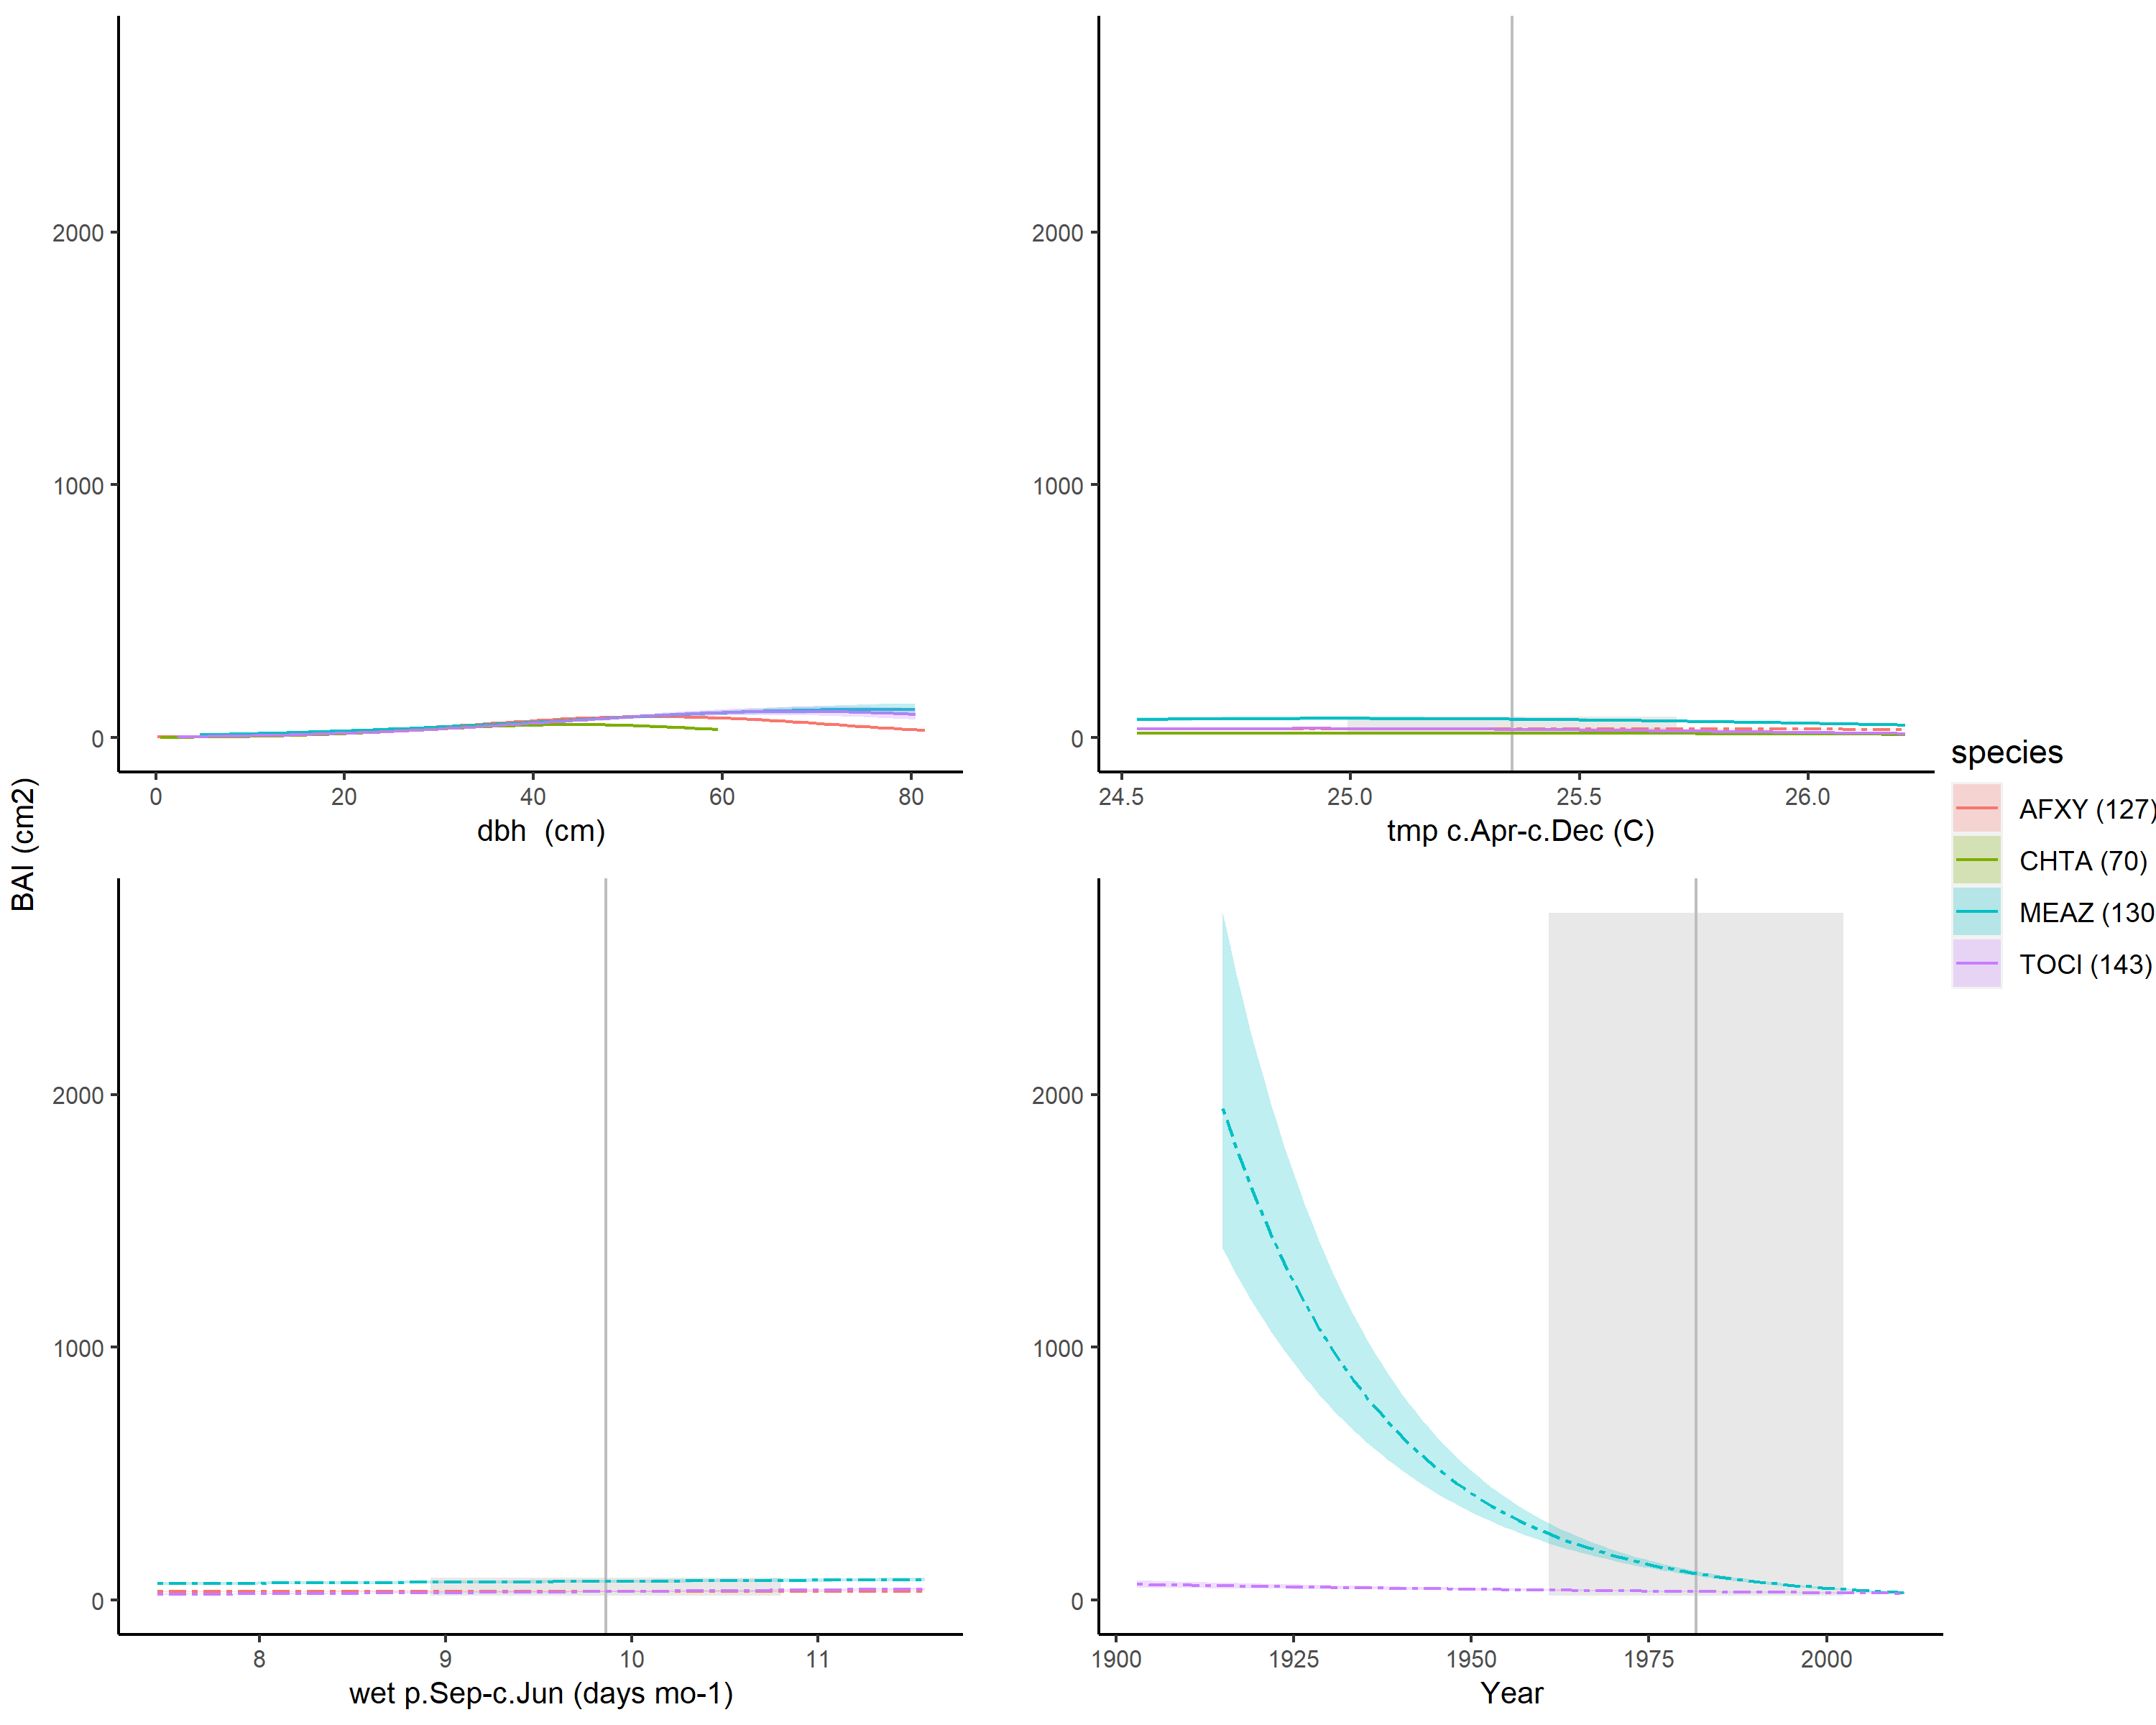 BAI (cm2)
2000
1000
0
0 20 40 60 80
dbh (cm)
2000
1000
0
24.5 25.0 25.5 26.0
tmp c.Apr-c.Dec (C)
2000
1000
0
8 9 10 11
wet p.Sep-c.Jun (days mo-1)
2000
1000
0
1900 1925 1950 1975 2000
Year
species
AFXY (127)
CHTA (70)
MEAZ (130
TOCI (143)